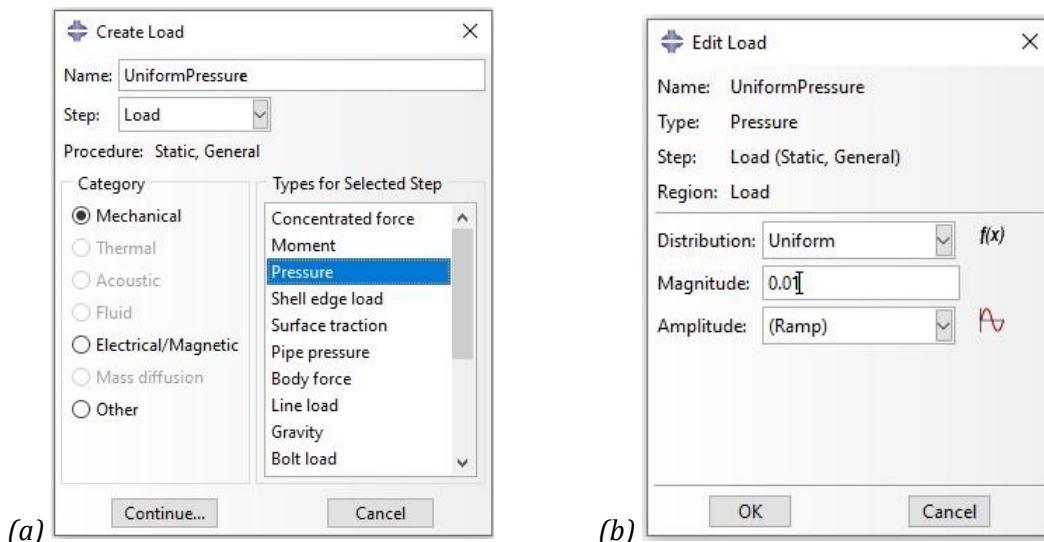 Create Load
Name: UniformPressure
Step: Load
Procedure: Static, General
Category
Mechanical
Thermal
Acoustic
Fluid
Electrical/Magnetic
Mass diffusion
Other
Types for Selected Step
Concentrated force
Moment
Pressure
Shell edge load
Surface traction
Pipe pressure
Body force
Line load
Gravity
Bolt load
Continue... Cancel
(a)
Edit Load
Name: UniformPressure
Type: Pressure
Step: Load (Static, General)
Region: Load
Distribution: Uniform f(x)
Magnitude: 0.01
Amplitude: (Ramp)
OK Cancel
(b)